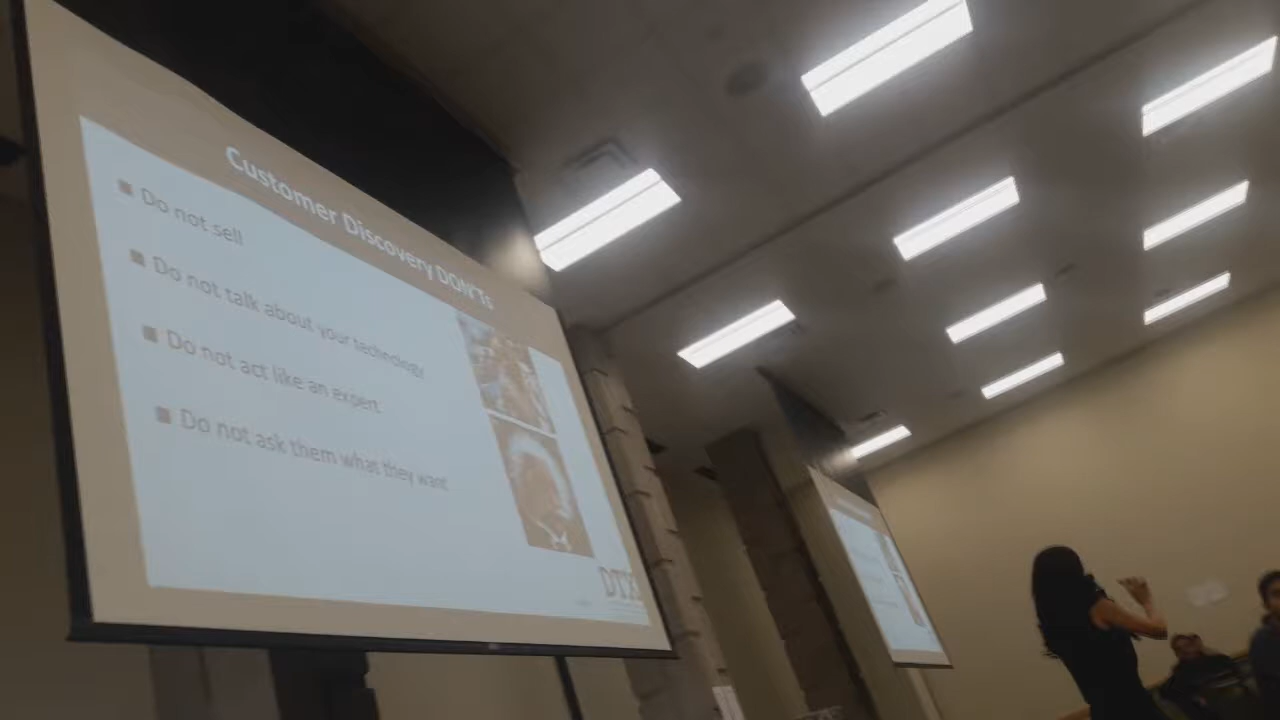 Customer Discovery DON'Ts
Do not sell
Do not talk about your technology
Do not act like an expert
Do not ask them what they want